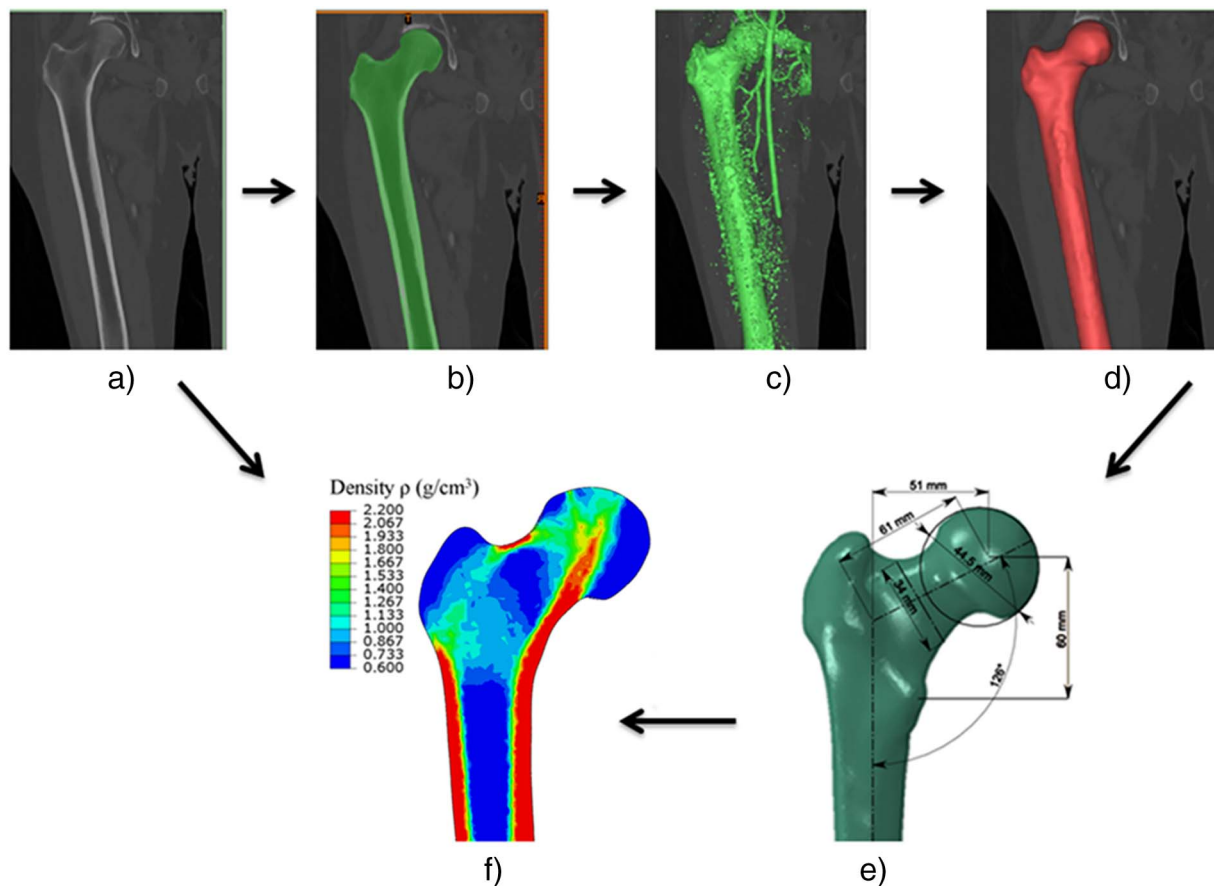 T
a)
b)
c)
d)
Density ρ (g/cm³)
2.200
2.067
1.933
1.800
1.667
1.533
1.400
1.267
1.133
1.000
0.867
0.733
0.600
51 mm
61 mm
44.5 mm
34 mm
60 mm
126°
f)
e)